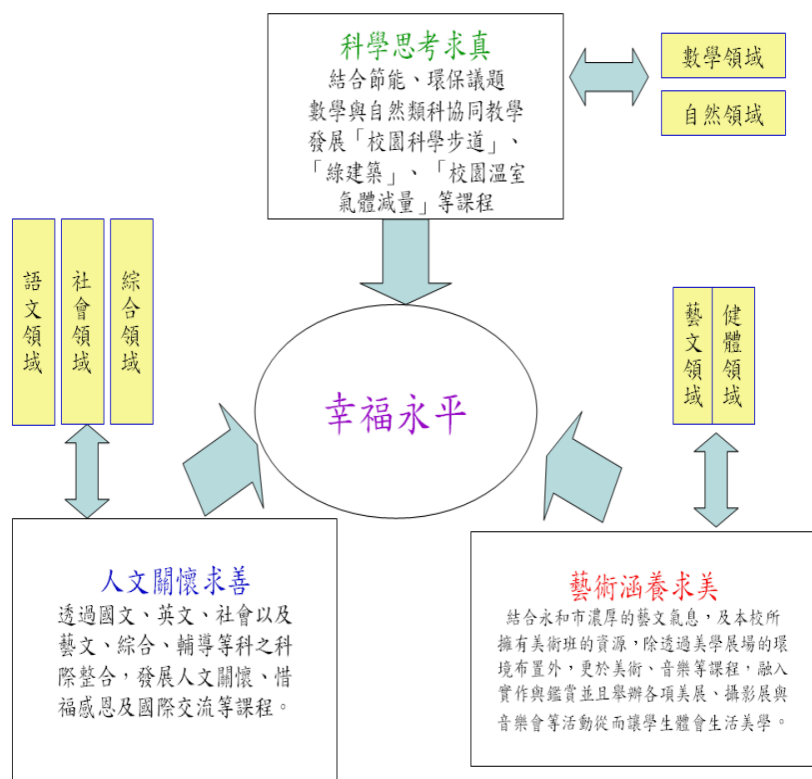 科學思考求真
結合節能、環保議題
數學與自然類科協同教學
發展「校園科學步道」、
「綠建築」、「校園溫室
氣體減量」等課程
數學領域
自然領域
語文領域
社會領域
綜合領域
藝文領域
健體領域
幸福永平
人文關懷求善
透過國文、英文、社會以及
藝文、綜合、輔導等科之科
際整合，發展人文關懷、惜
福感恩及國際交流等課程。
藝術涵養求美
結合永和市濃厚的藝文氣息，及本校所
擁有美術班的資源，除透過美學展場的環
境布置外，更於美術、音樂等課程，融入
實作與鑑賞並且舉辦各項美展、攝影展與
音樂會等活動從而讓學生體會生活美學。